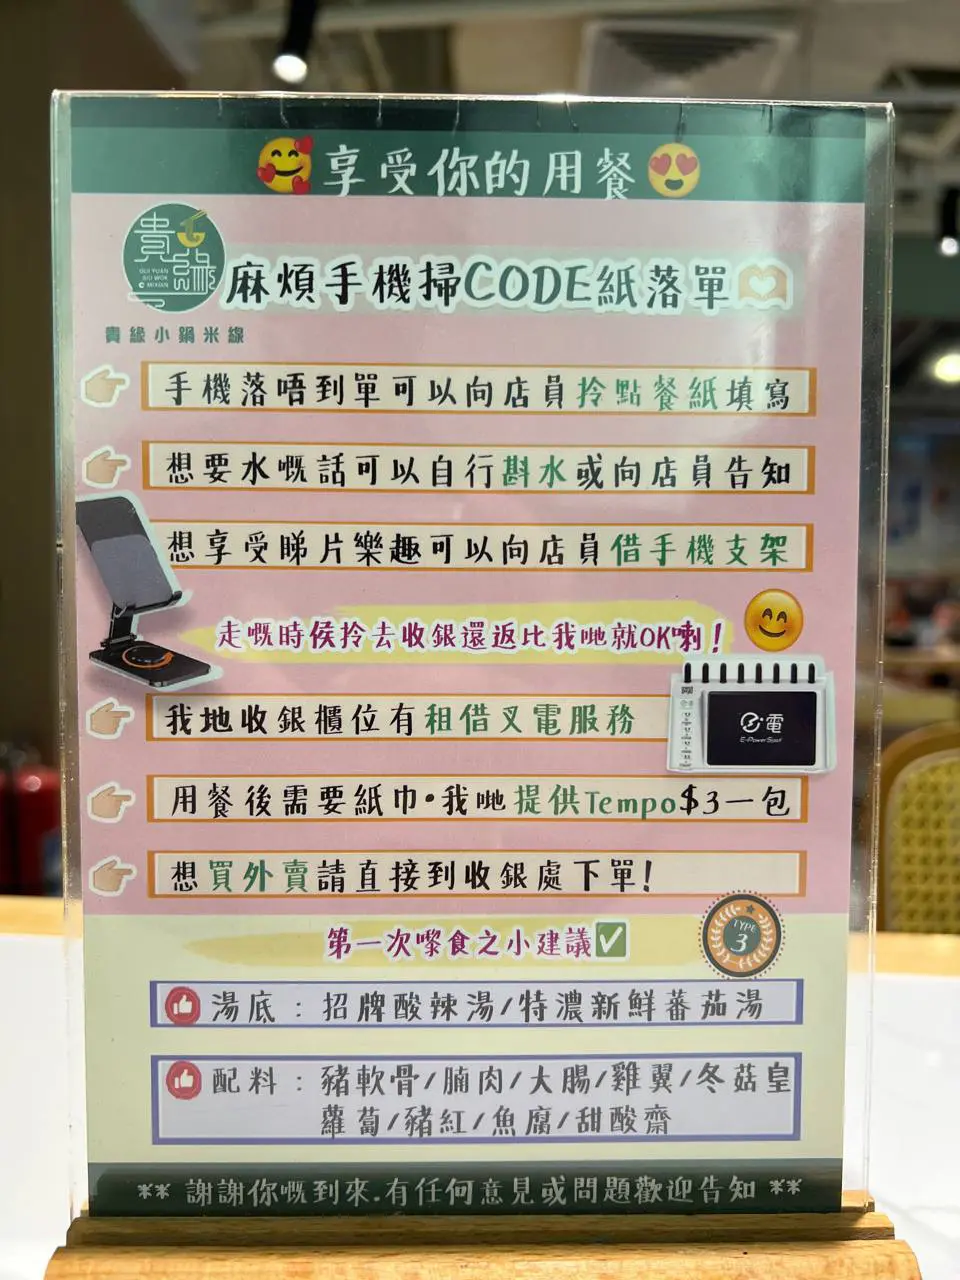 享受你的用餐
貴緣
GUI YUAN
SIU WOK
MIXIAN
貴緣小鍋米線
麻煩手機掃CODE紙落單
手機落唔到單可以向店員拎點餐紙填寫
想要水嘅話可以自行斟水或向店員告知
想享受睇片樂趣可以向店員借手機支架
走嘅時侯拎去收銀還返比我哋就OK喇！
我地收銀櫃位有租借叉電服務
電
E-PowerSpot
用餐後需要紙巾·我哋提供Tempo$3一包
想買外賣請直接到收銀處下單!
第一次嚟食之小建議
TYPE
3
湯底：招牌酸辣湯/特濃新鮮蕃茄湯
配料：豬軟骨/腩肉/大腸/雞翼/冬菇皇
蘿蔔/豬紅/魚腐/甜酸齋
** 謝謝你嘅到來.有任何意見或問題歡迎告知 **